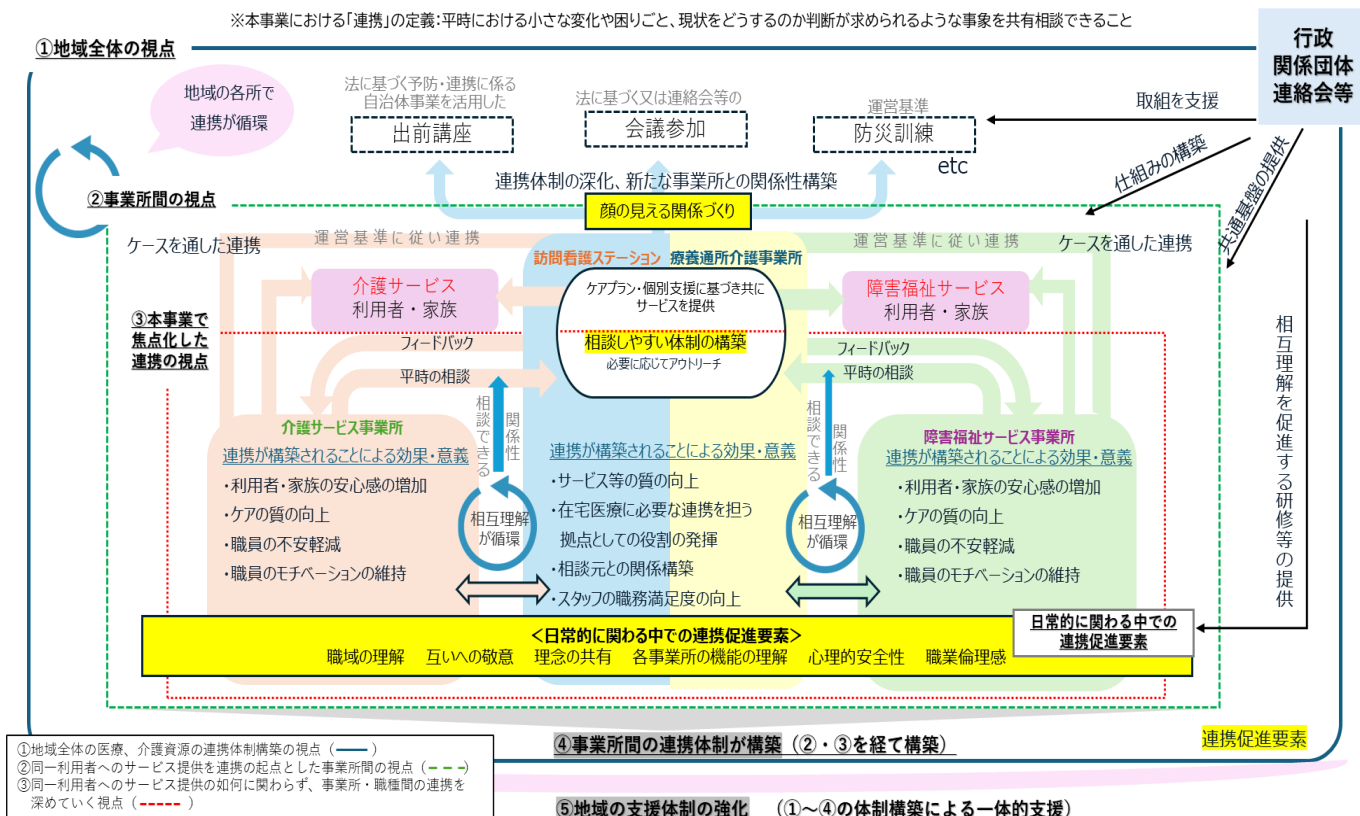 ※本事業における「連携」の定義:平時における小さな変化や困りごと、現状をどうするのか判断が求められるような事象を共有相談できること
①地域全体の視点
行政
関係団体
連絡会等
地域の各所で
連携が循環
法に基づく予防・連携に係る
自治体事業を活用した
出前講座
法に基づく又は連絡会等の
会議参加
運営基準
防災訓練
etc
取組を支援
仕組みの構築
共通基盤の提供
相互理解を促進する研修等の提供
連携体制の深化、新たな事業所との関係性構築
②事業所間の視点
顔の見える関係づくり
ケースを通した連携
運営基準に従い連携
運営基準に従い連携
ケースを通した連携
訪問看護ステーション 療養通所介護事業所
介護サービス
利用者・家族
ケアプラン・個別支援に基づき共に
サービスを提供
障害福祉サービス
利用者・家族
③本事業で
焦点化した
連携の視点
相談しやすい体制の構築
必要に応じてアウトリーチ
フィードバック
平時の相談
フィードバック
平時の相談
相談できる
関係性
相談できる
関係性
介護サービス事業所
連携が構築されることによる効果・意義
・利用者・家族の安心感の増加
・ケアの質の向上
・職員の不安軽減
・職員のモチベーションの維持
相互理解
が循環
連携が構築されることによる効果・意義
・サービス等の質の向上
・在宅医療に必要な連携を担う
拠点としての役割の発揮
・相談元との関係構築
・スタッフの職務満足度の向上
相互理解
が循環
障害福祉サービス事業所
連携が構築されることによる効果・意義
・利用者・家族の安心感の増加
・ケアの質の向上
・職員の不安軽減
・職員のモチベーションの維持
<日常的に関わる中での連携促進要素>
職域の理解 互いへの敬意 理念の共有 各事業所の機能の理解 心理的安全性 職業倫理感
日常的に関わる中での
連携促進要素
④事業所間の連携体制が構築(②・③を経て構築)
連携促進要素
①地域全体の医療、介護資源の連携体制構築の視点( )
②同一利用者へのサービス提供を連携の起点とした事業所間の視点( )
③同一利用者へのサービス提供の如何に関わらず、事業所・職種間の連携を
深めていく視点( )
⑤地域の支援体制の強化 (①～④の体制構築による一体的支援)